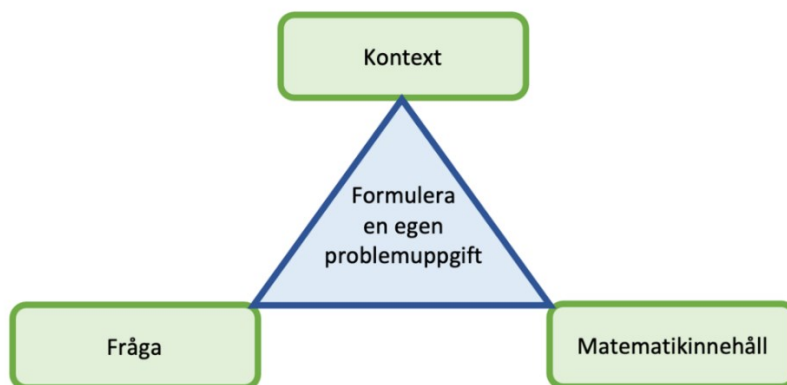 Kontext
Formulera
en egen
problemuppgift
Fråga
Matematikinnehåll